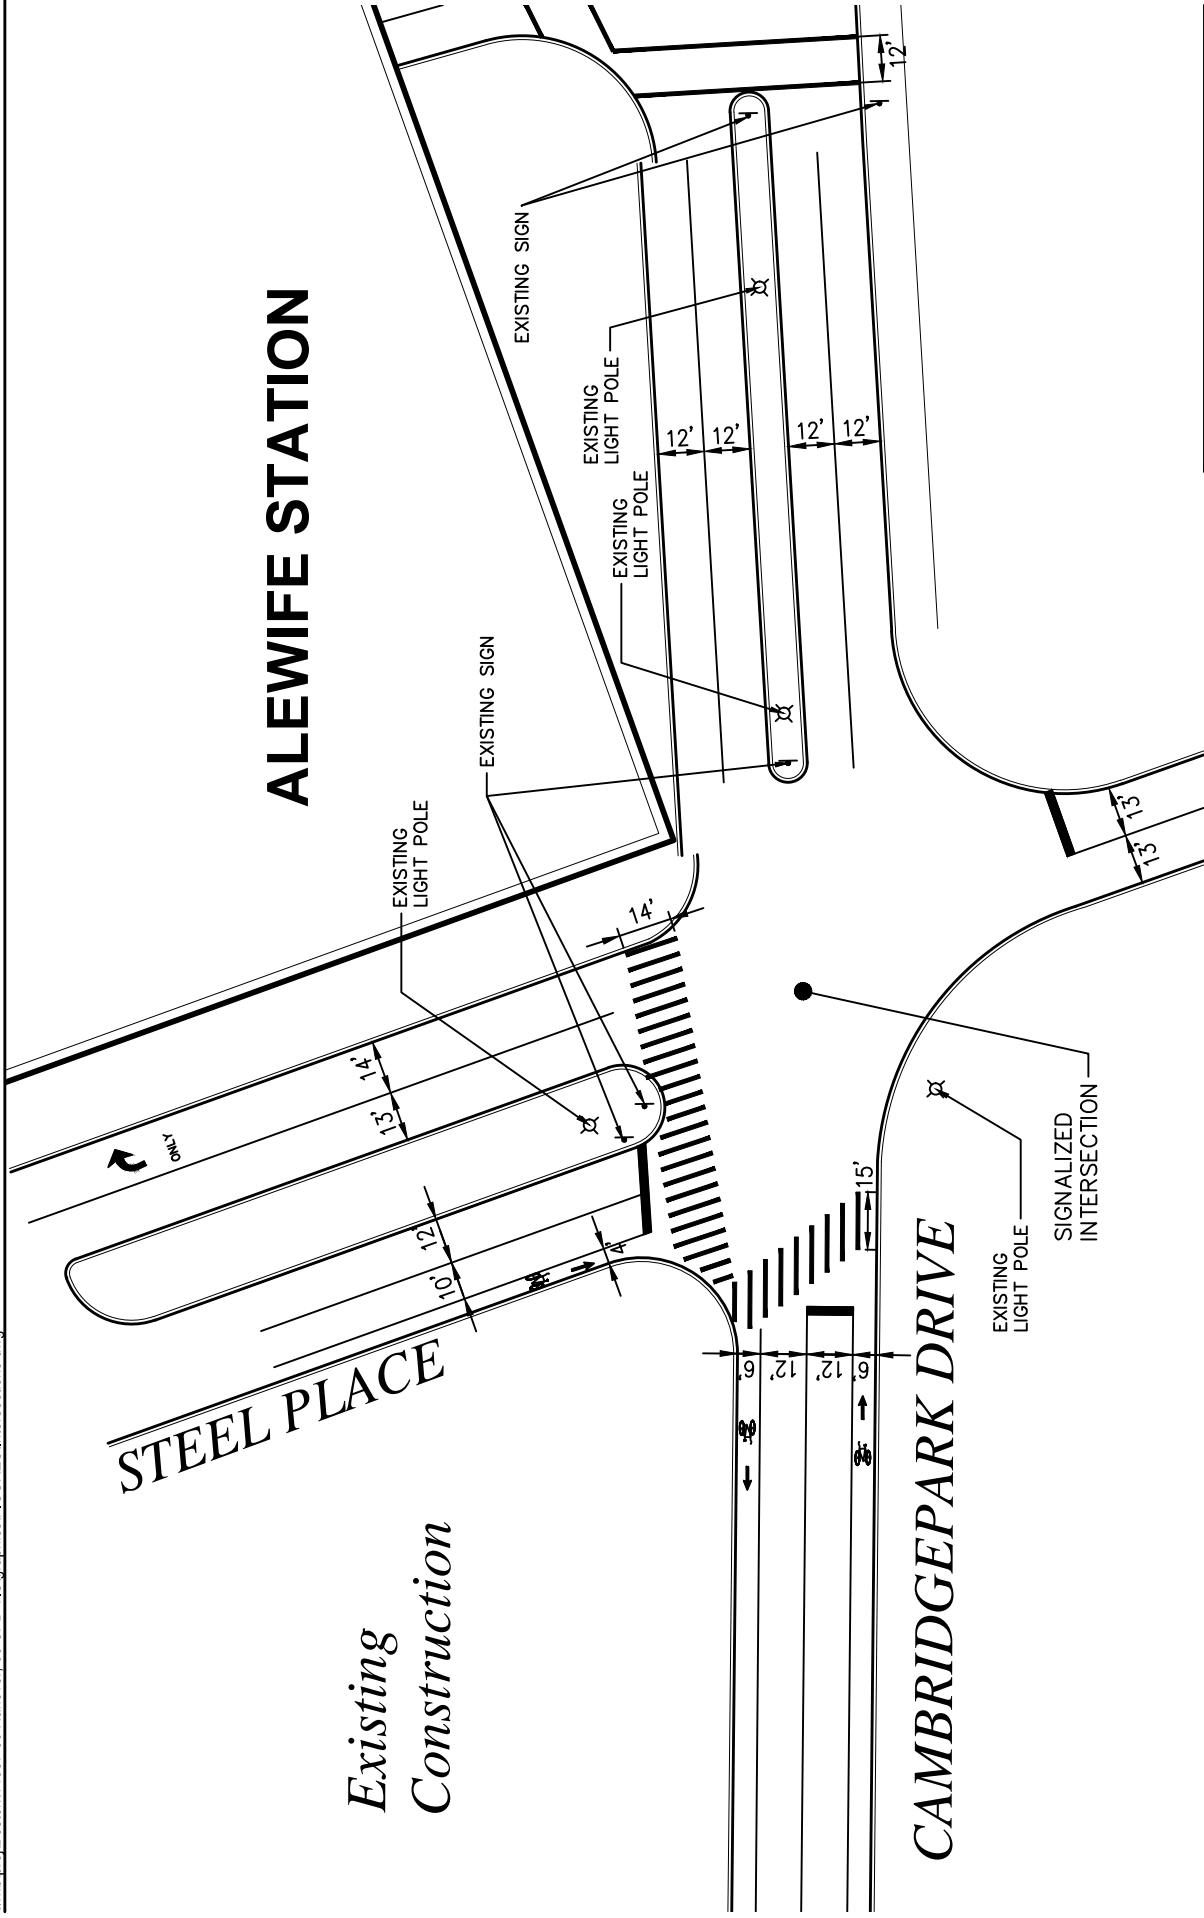 ALEWIFE STATION
EXISTING SIGN
EXISTING
LIGHT POLE
EXISTING
LIGHT POLE
EXISTING SIGN
EXISTING
LIGHT POLE
12'
12'
12'
12'
12'
14'
14'
13'
ONLY
12'
10'
4'
13'
13'
15'
6'
12'
12'
6'
SIGNALIZED
INTERSECTION
EXISTING
LIGHT POLE
STEEL PLACE
CAMBRIDGEPARK DRIVE
Existing
Construction